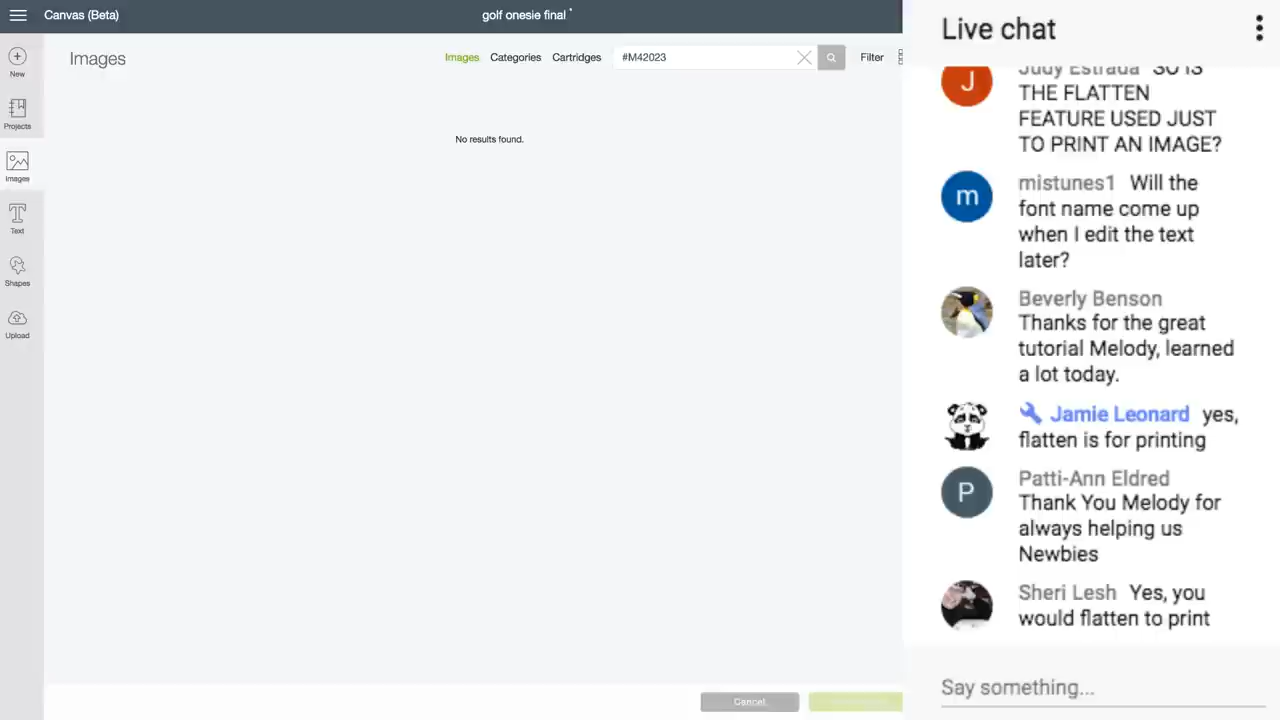 Canvas (Beta)
golf onesie final *
New
Projects
Images
Text
Shapes
Upload
Images
Images Categories Cartridges
#M42023
Filter
No results found.
Cancel
Live chat
J
Judy Estrada SO IS
THE FLATTEN
FEATURE USED JUST
TO PRINT AN IMAGE?
m
mistunes1 Will the
font name come up
when I edit the text
later?
Beverly Benson
Thanks for the great
tutorial Melody, learned
a lot today.
Jamie Leonard yes,
flatten is for printing
P
Patti-Ann Eldred
Thank You Melody for
always helping us
Newbies
Sheri Lesh Yes, you
would flatten to print
Say something...